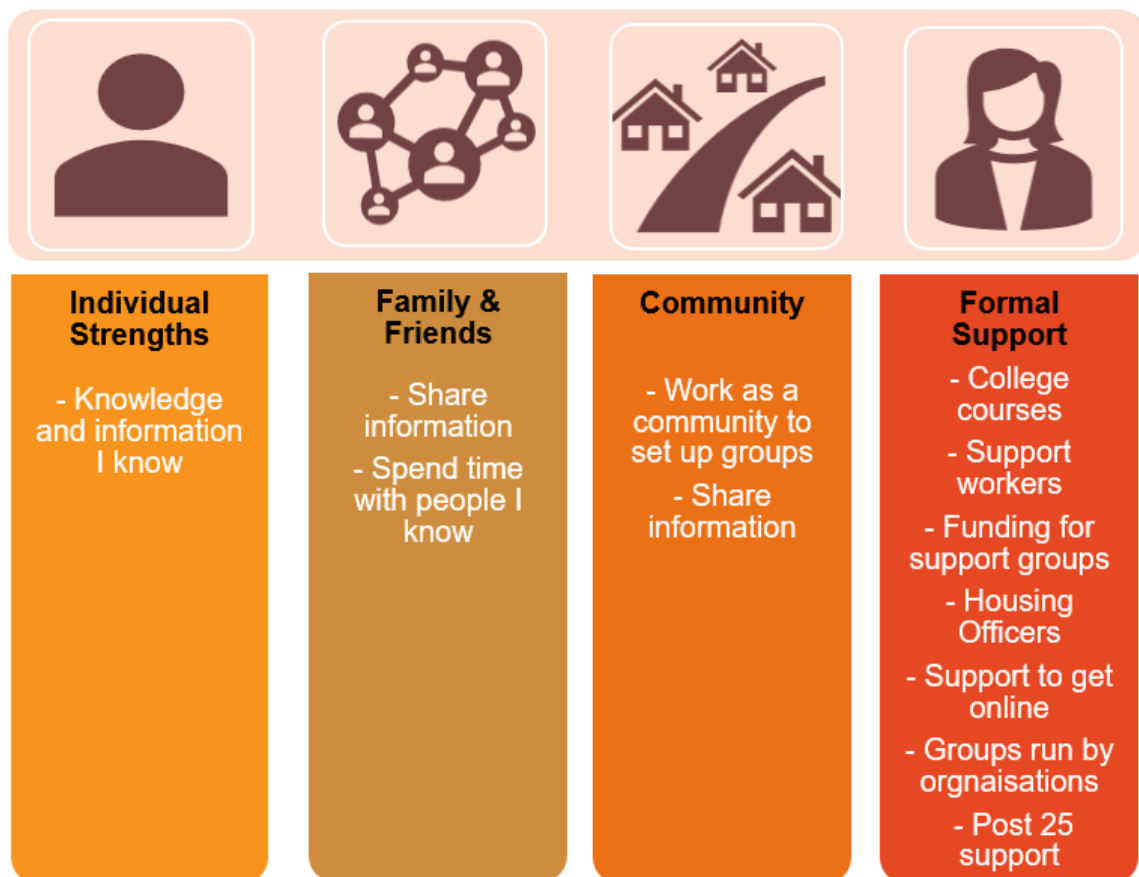 Individual
Strengths
- Knowledge
and information
I know
Family &
Friends
- Share
information
- Spend time
with people I
know
Community
- Work as a
community to
set up groups
- Share
information
Formal
Support
- College
courses
- Support
workers
- Funding for
support groups
- Housing
Officers
- Support to get
online
- Groups run by
orgnaisations
- Post 25
support